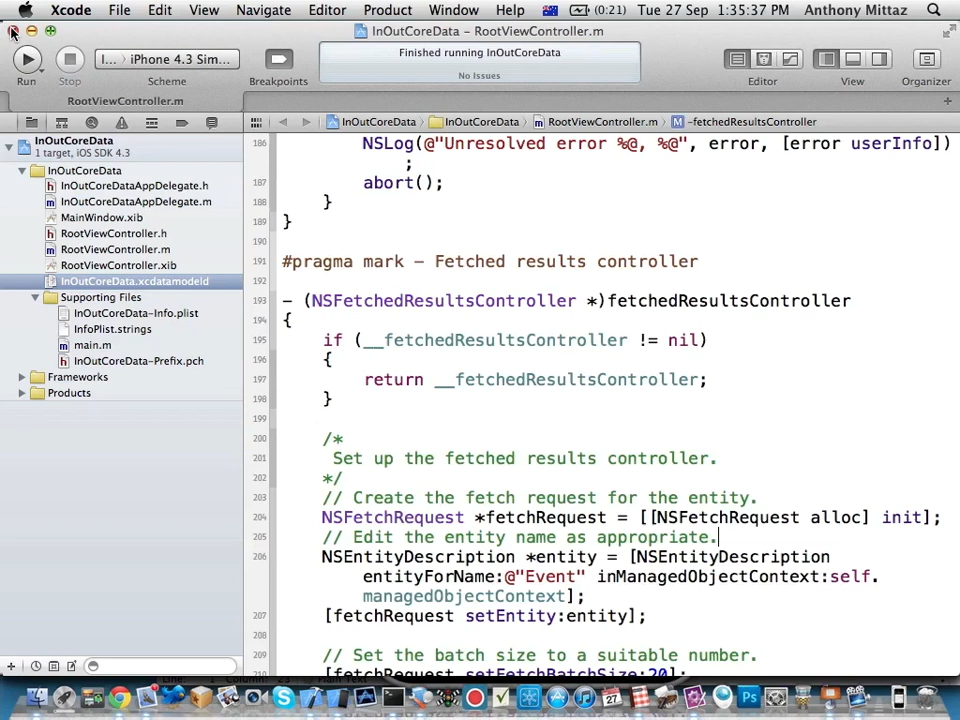 Xcode File Edit View Navigate Editor Product Window Help (0:21) Tue 27 Sep 1:35:37 PM Anthony Mittaz
InOutCoreData - RootViewController.m
I... iPhone 4.3 Sim...
Finished running InOutCoreData
No Issues
Run Stop Scheme Breakpoints Editor View Organizer
RootViewController.m
InOutCoreData InOutCoreData RootViewController.m M -fetchedResultsController
InOutCoreData
1 target, iOS SDK 4.3
InOutCoreData
h InOutCoreDataAppDelegate.h
m InOutCoreDataAppDelegate.m
MainWindow.xib
h RootViewController.h
m RootViewController.m
RootViewController.xib
InOutCoreData.xcdatamodeld
Supporting Files
InOutCoreData-Info.plist
InfoPlist.strings
m main.m
h InOutCoreData-Prefix.pch
Frameworks
Products
186 NSLog(@"Unresolved error %@, %@", error, [error userInfo])
;
187 abort();
188 }
189 }
190
191 #pragma mark - Fetched results controller
192
193 - (NSFetchedResultsController *)fetchedResultsController
194 {
195 if (__fetchedResultsController != nil)
196 {
197 return __fetchedResultsController;
198 }
199
200 /*
201 Set up the fetched results controller.
202 */
203 // Create the fetch request for the entity.
204 NSFetchRequest *fetchRequest = [[NSFetchRequest alloc] init];
205 // Edit the entity name as appropriate.
206 NSEntityDescription *entity = [NSEntityDescription
entityForName:@"Event" inManagedObjectContext:self.
managedObjectContext];
207 [fetchRequest setEntity:entity];
208
209 // Set the batch size to a suitable number.
[fetchRequest setFetchBatchSize:20];
27